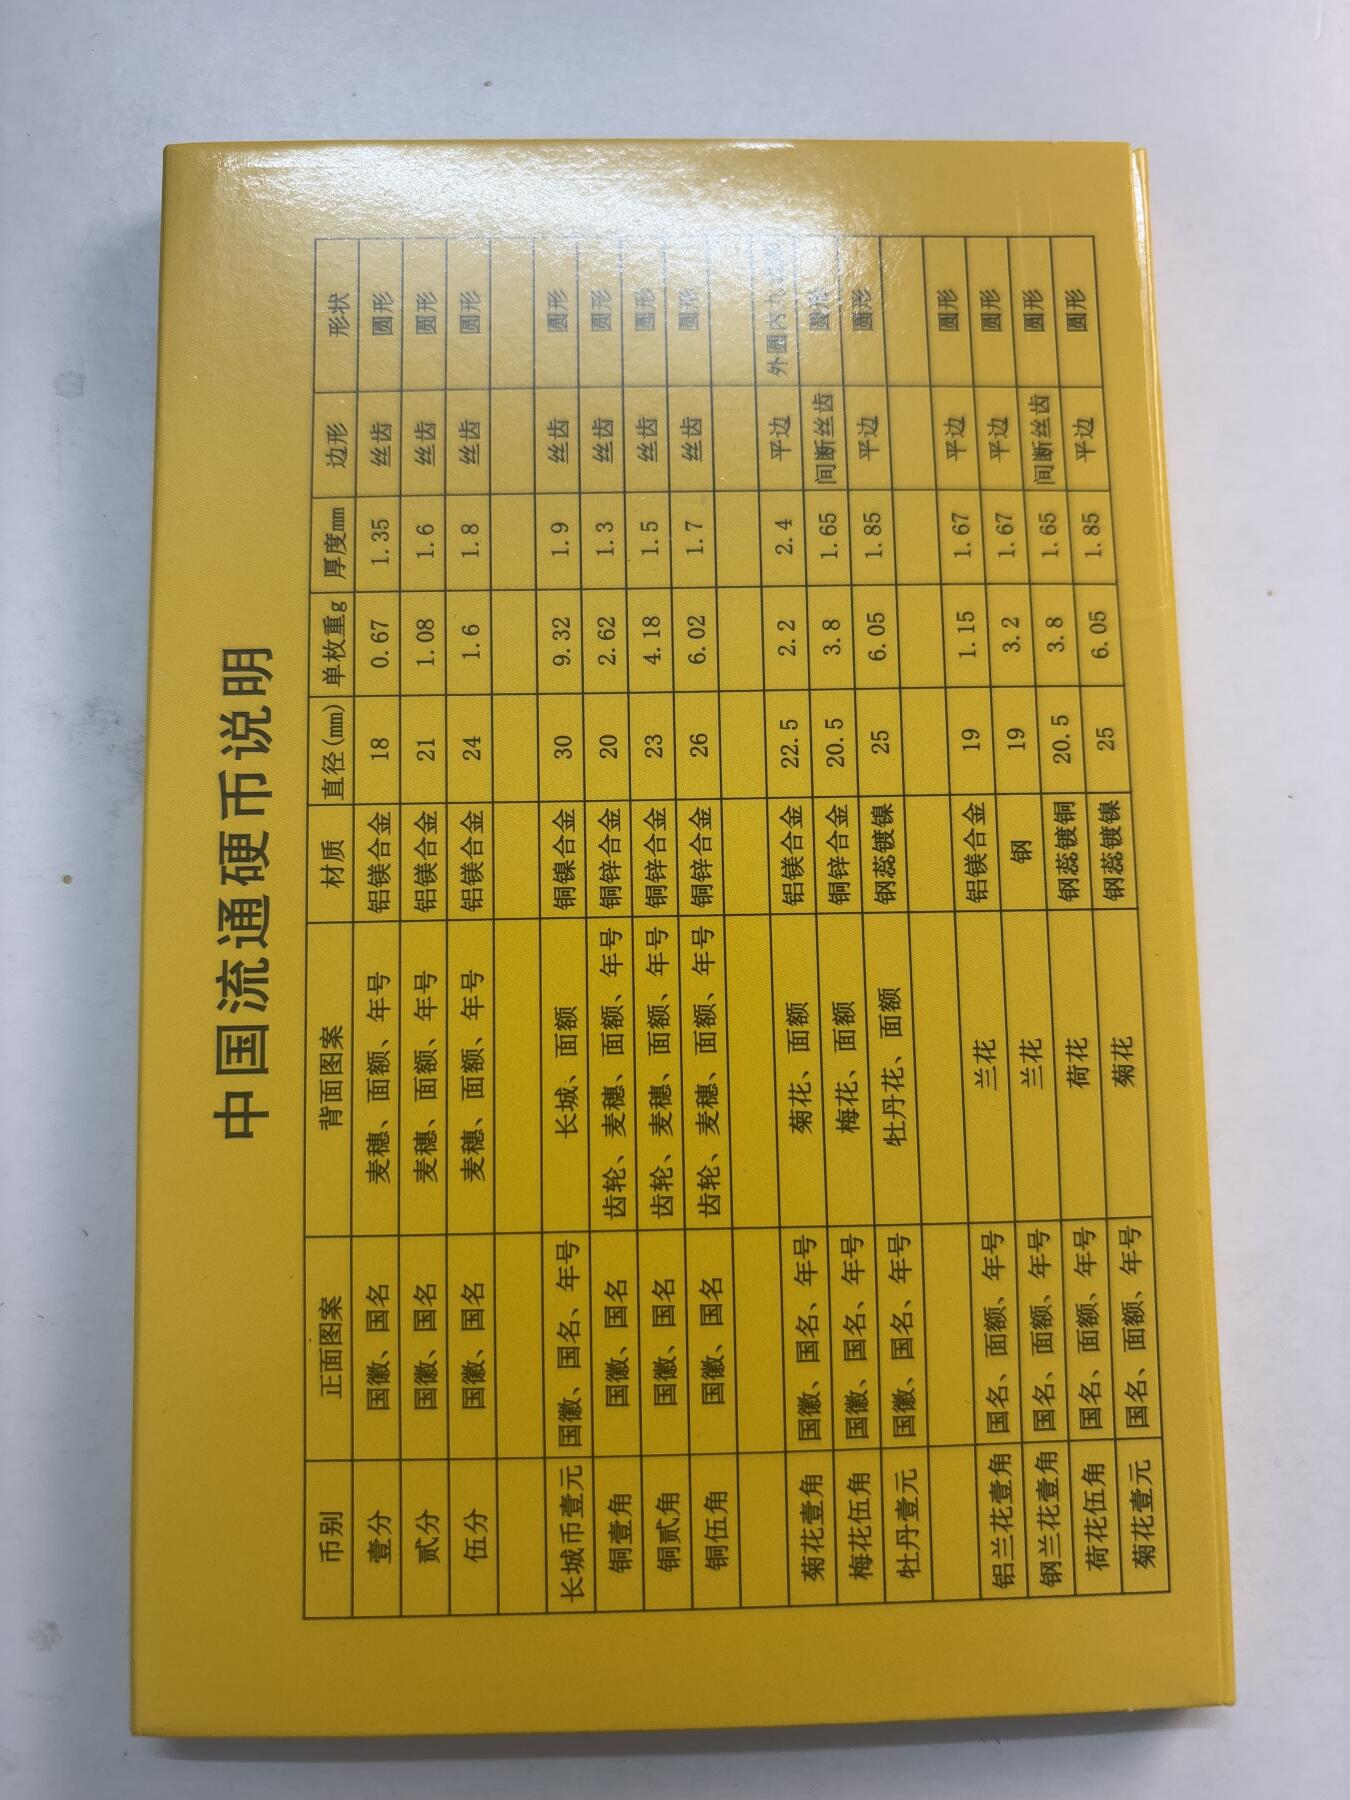 中国流通硬币说明
币别 正面图案 背面图案 材质 直径(mm) 单枚重g 厚度mm 边形 形状
壹分 国徽、国名 麦穗、面额、年号 铝镁合金 18 0.67 1.35 丝齿 圆形
贰分 国徽、国名 麦穗、面额、年号 铝镁合金 21 1.08 1.6 丝齿 圆形
伍分 国徽、国名 麦穗、面额、年号 铝镁合金 24 1.6 1.8 丝齿 圆形
长城币壹元 国徽、国名、年号 长城、面额 铜镍合金 30 9.32 1.9 丝齿 圆形
铜壹角 国徽、国名 齿轮、麦穗、面额、年号 铜锌合金 20 2.62 1.3 丝齿 圆形
铜贰角 国徽、国名 齿轮、麦穗、面额、年号 铜锌合金 23 4.18 1.5 丝齿 圆形
铜伍角 国徽、国名 齿轮、麦穗、面额、年号 铜锌合金 26 6.02 1.7 丝齿 圆形
菊花壹角 国徽、国名、年号 菊花、面额 铝镁合金 22.5 2.2 2.4 平边 外圆内九
梅花伍角 国徽、国名、年号 梅花、面额 铜锌合金 20.5 3.8 1.65 间断丝齿 圆形
牡丹壹元 国徽、国名、年号 牡丹花、面额 钢蕊镀镍 25 6.05 1.85 平边 圆形
铝兰花壹角 国名、面额、年号 兰花 铝镁合金 19 1.15 1.67 平边 圆形
钢兰花壹角 国名、面额、年号 兰花 钢 19 3.2 1.67 平边 圆形
荷花伍角 国名、面额、年号 荷花 钢蕊镀铜 20.5 3.8 1.65 间断丝齿 圆形
菊花壹元 国名、面额、年号 菊花 钢蕊镀镍 25 6.05 1.85 平边 圆形